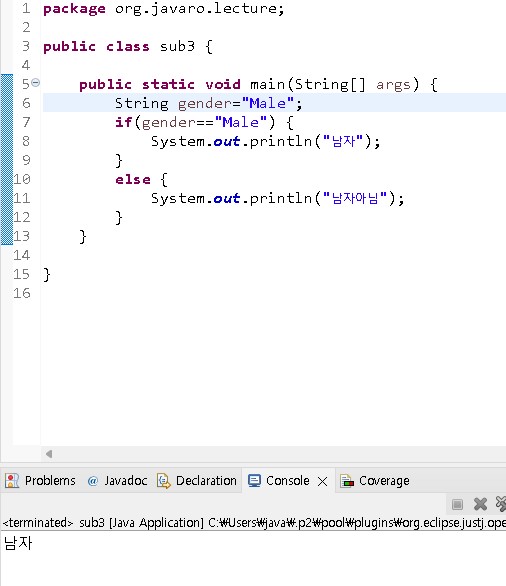 1 package org.javaro.lecture;
2
3 public class sub3 {
4
5 public static void main(String[] args) {
6 String gender="Male";
7 if(gender=="Male") {
8 System.out.println("남자");
9 }
10 else {
11 System.out.println("남자아님");
12 }
13 }
14
15 }
16
Problems @ Javadoc Declaration Console Coverage
<terminated> sub3 [Java Application] C:₩Users₩java₩.p2₩pool₩plugins₩org.eclipse.justj.ope
남자